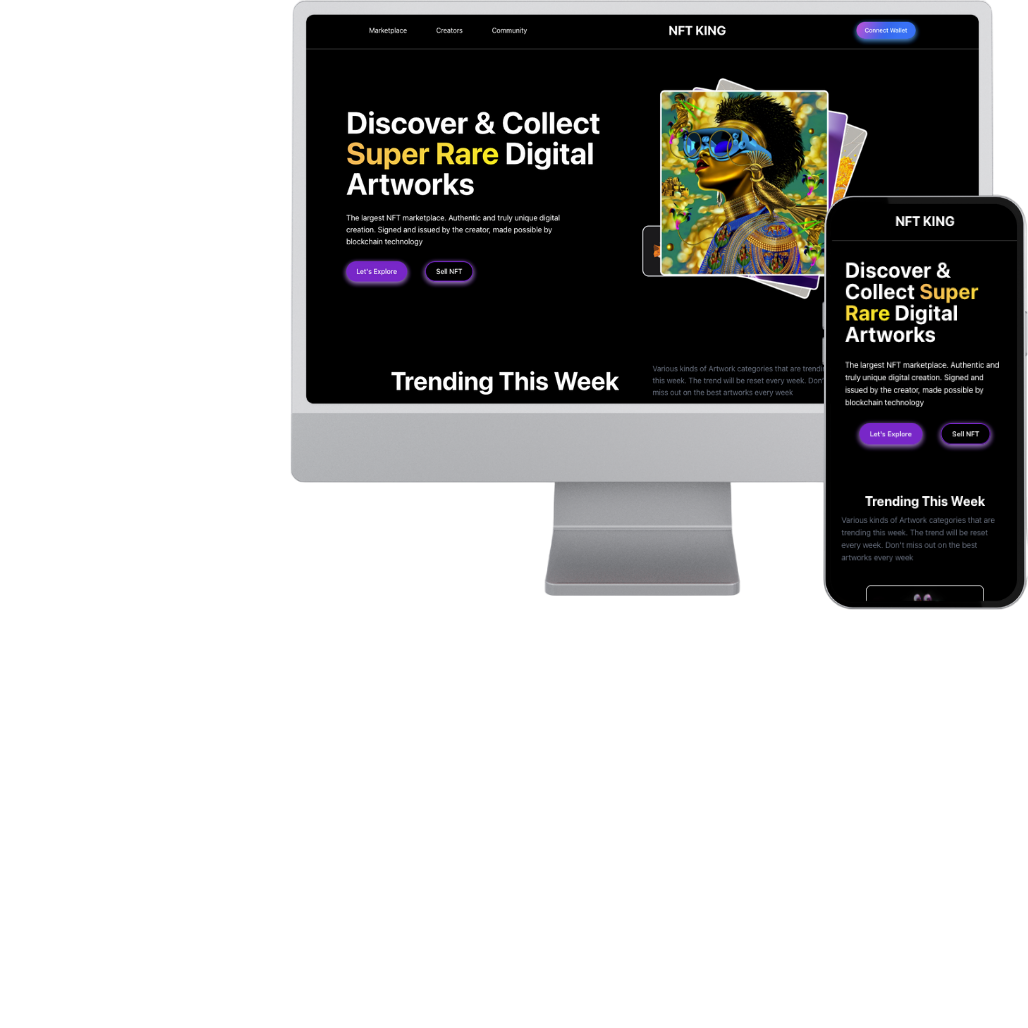 Marketplace Creators Community NFT KING Connect Wallet
Discover & Collect
Super Rare Digital
Artworks
The largest NFT marketplace. Authentic and truly unique digital
creation. Signed and issued by the creator, made possible by
blockchain technology
Let's Explore Sell NFT
Trending This Week
Various kinds of Artwork categories that are trending
this week. The trend will be reset every week. Don't
miss out on the best artworks every week
NFT KING
Discover &
Collect Super
Rare Digital
Artworks
The largest NFT marketplace. Authentic and
truly unique digital creation. Signed and
issued by the creator, made possible by
blockchain technology
Let's Explore Sell NFT
Trending This Week
Various kinds of Artwork categories that are
trending this week. The trend will be reset
every week. Don't miss out on the best
artworks every week